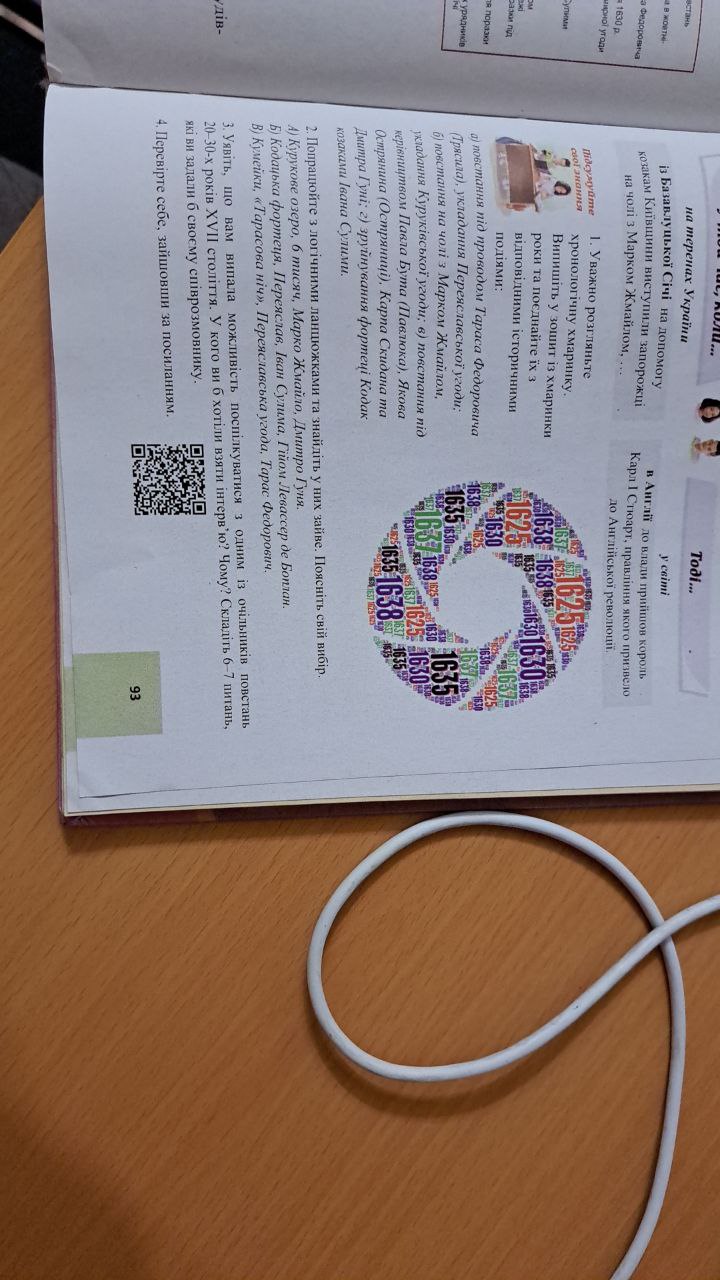 Тоді...
на теренах України
у світі
із Базавлуцької Січі на допомогу
козакам Київщини виступили запорожці
на чолі з Марком Жмайлом, …
в Англії до влади прийшов король
Карл I Стюарт, правління якого призвело
до Англійської революції.
Підсумуйте
свої знання
1. Уважно розгляньте
хронологічну хмаринку.
Випишіть у зошит із хмаринки
роки та поєднайте їх з
відповідними історичними
подіями:
а) повстання під проводом Тараса Федоровича
(Трясила), укладання Переяславської угоди;
б) повстання на чолі з Марком Жмайлом,
укладання Куруківської угоди; в) повстання під
керівництвом Павла Бута (Павлюка), Якова
Острянина (Остряниці), Карпа Скидана та
Дмитра Гуні; г) зруйнування фортеці Кодак
козаками Івана Сулими.
1625
1630
1635
1637
1638
2. Попрацюйте з логічними ланцюжками та знайдіть у них зайве. Поясніть свій вибір.
А) Курукове озеро, 6 тисяч, Марко Жмайло, Дмитро Гуня.
Б) Кодацька фортеця, Переяслав, Іван Сулима, Гійом Левассер де Боплан.
В) Кумейки, «Тарасова ніч», Переяславська угода, Тарас Федорович.
3. Уявіть, що вам випала можливість поспілкуватися з одним із очільників повстань
20-30-х років XVII століття. У кого ви б хотіли взяти інтерв'ю? Чому? Складіть 6–7 питань,
які ви задали б своєму співрозмовнику.
4. Перевірте себе, зайшовши за посиланням.
93